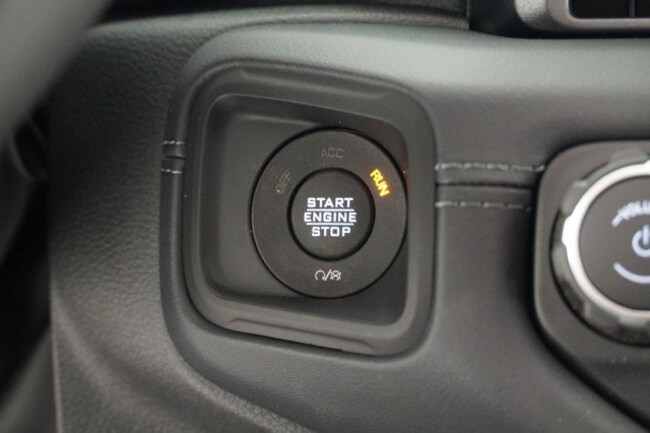 ACC
OFF
RUN
START
ENGINE
STOP